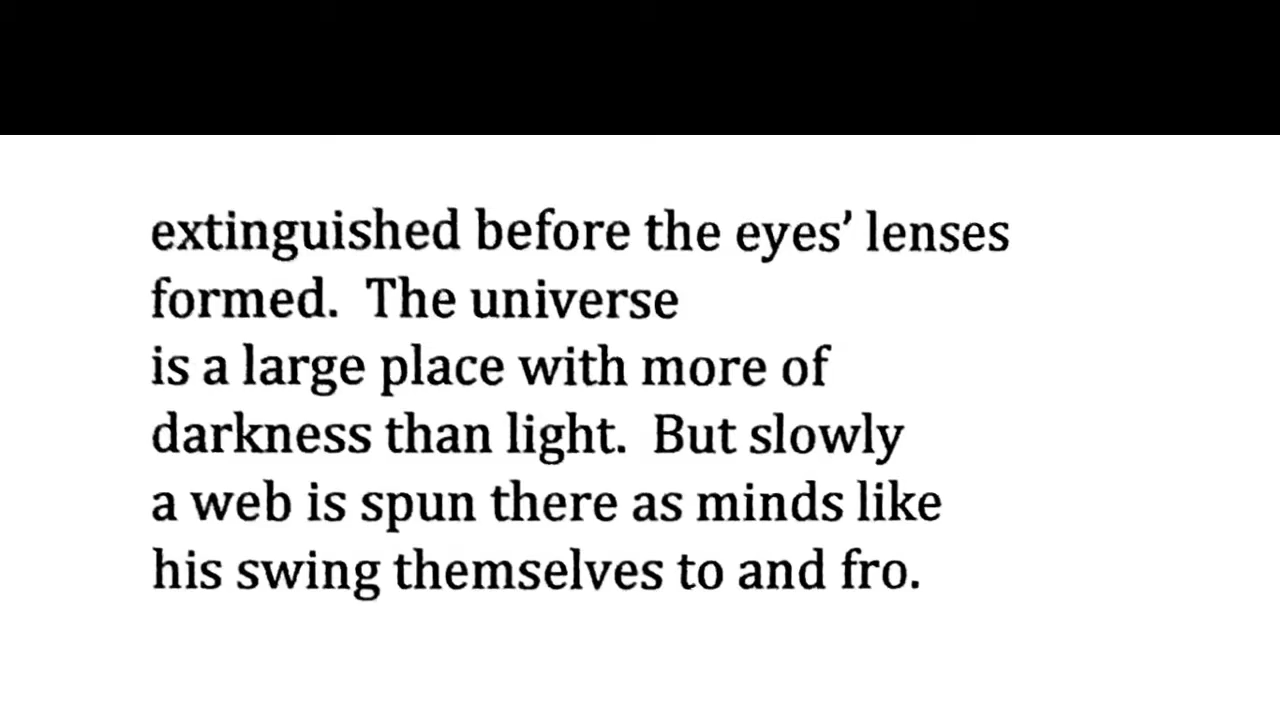 extinguished before the eyes’ lenses
formed.  The universe
is a large place with more of
darkness than light.  But slowly
a web is spun there as minds like
his swing themselves to and fro.